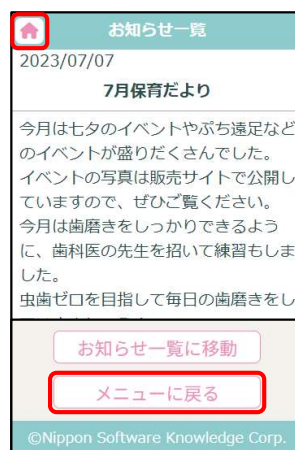 お知らせ一覧
2023/07/07
7月保育だより
今月は七夕のイベントやぷち遠足など
のイベントが盛りだくさんでした。
イベントの写真は販売サイトで公開し
ていますので、ぜひご覧ください。
今月は歯磨きをしっかりできるよう
に、歯科医の先生を招いて練習もしま
した。
虫歯ゼロを目指して毎日の歯磨きをし
お知らせ一覧に移動
メニューに戻る
©Nippon Software Knowledge Corp.